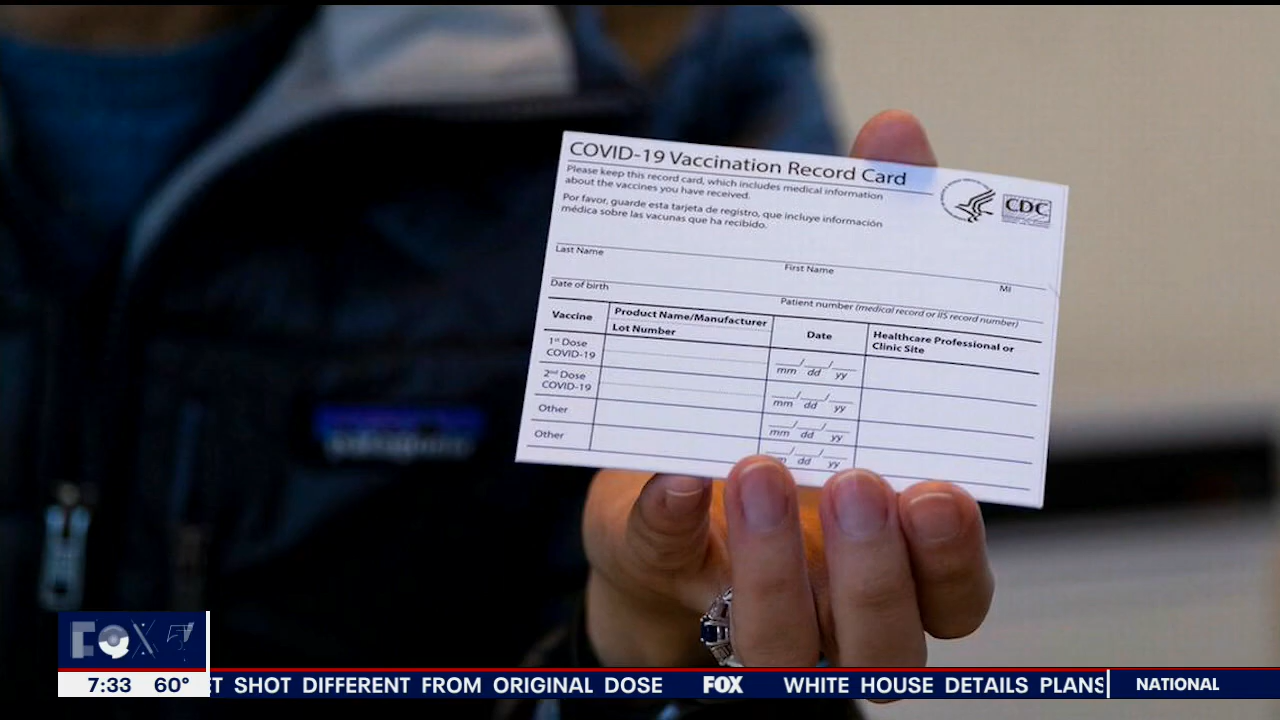 COVID-19 Vaccination Record Card
Please keep this record card, which includes medical information
about the vaccines you have received.
Por favor, guarde esta tarjeta de registro, que incluye información
médica sobre las vacunas que ha recibido.
CDC
Last Name
First Name
MI
Date of birth
Patient number (medical record or IIS record number)
Vaccine
Product Name/Manufacturer
Lot Number
Date
Healthcare Professional or
Clinic Site
1st Dose
COVID-19
mm dd yy
2nd Dose
COVID-19
mm dd yy
Other
mm dd yy
Other
dd yy
patagonia
FOX 7
7:33 60°
SHOT DIFFERENT FROM ORIGINAL DOSE FOX WHITE HOUSE DETAILS PLANS NATIONAL